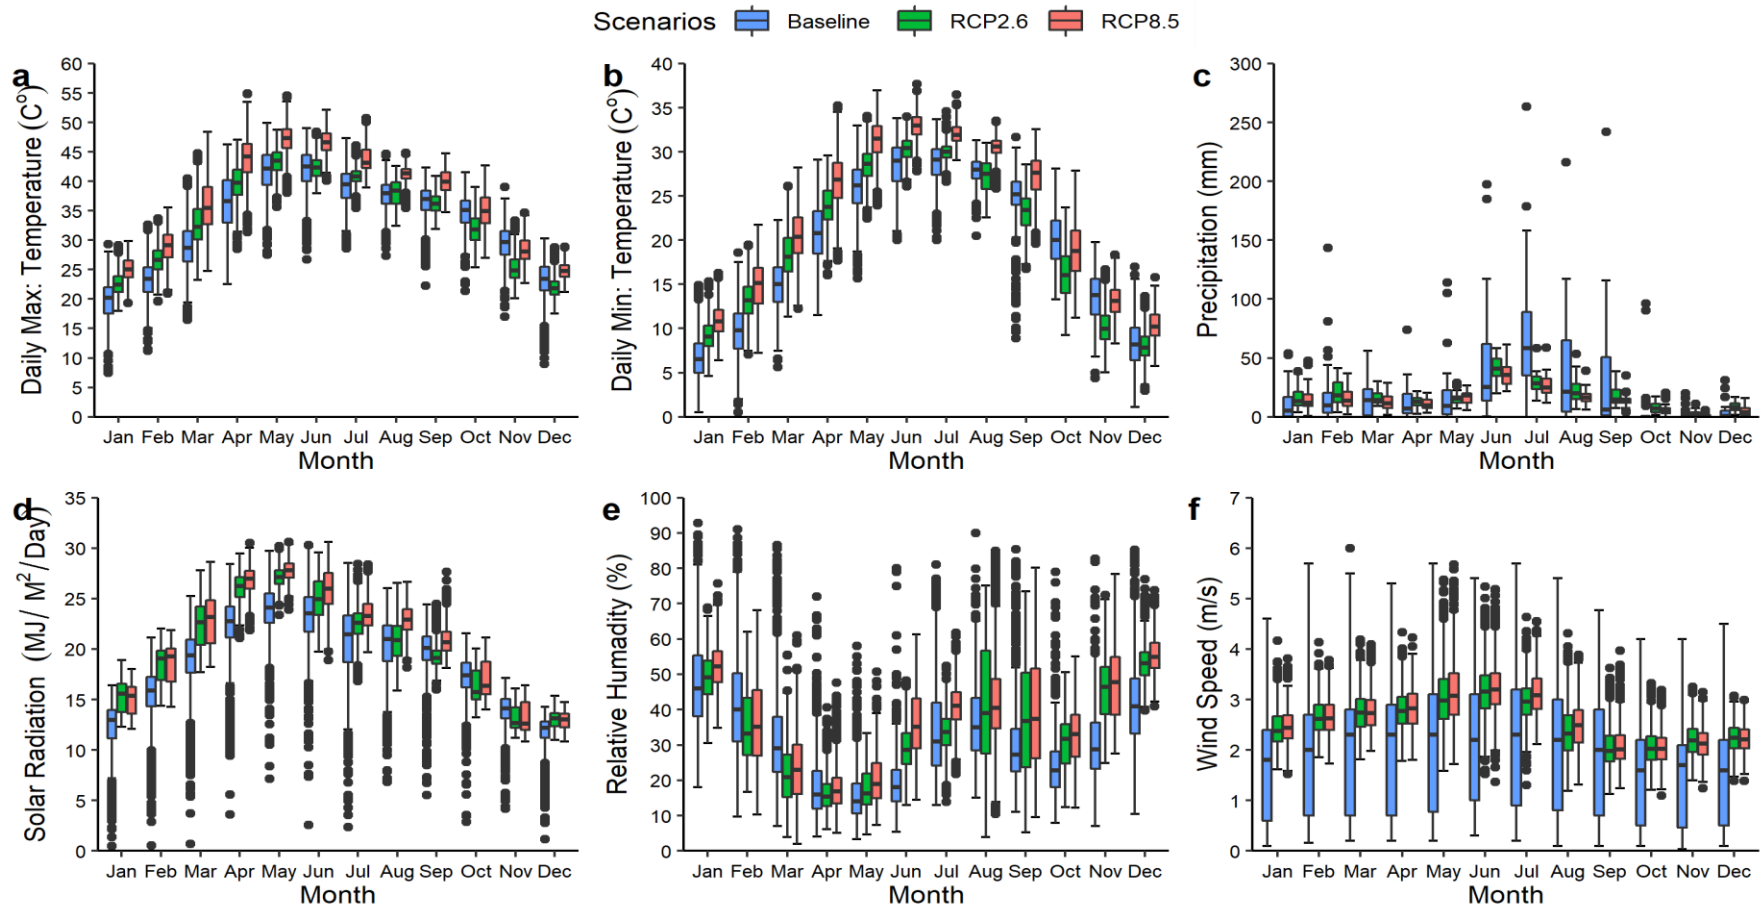 Scenarios Baseline RCP2.6 RCP8.5
a
Daily Max: Temperature (C°)
60
55
50
45
40
35
30
25
20
15
10
5
0
Jan Feb Mar Apr May Jun Jul Aug Sep Oct Nov Dec
Month
b
Daily Min: Temperature (C°)
40
35
30
25
20
15
10
5
0
Jan Feb Mar Apr May Jun Jul Aug Sep Oct Nov Dec
Month
c
Precipitation (mm)
300
250
200
150
100
50
0
Jan Feb Mar Apr May Jun Jul Aug Sep Oct Nov Dec
Month
d
Solar Radiation (MJ/ M²/Day)
35
30
25
20
15
10
5
0
Jan Feb Mar Apr May Jun Jul Aug Sep Oct Nov Dec
Month
e
Relative Humadity (%)
100
90
80
70
60
50
40
30
20
10
0
Jan Feb Mar Apr May Jun Jul Aug Sep Oct Nov Dec
Month
f
Wind Speed (m/s)
7
6
5
4
3
2
1
0
Jan Feb Mar Apr May Jun Jul Aug Sep Oct Nov Dec
Month